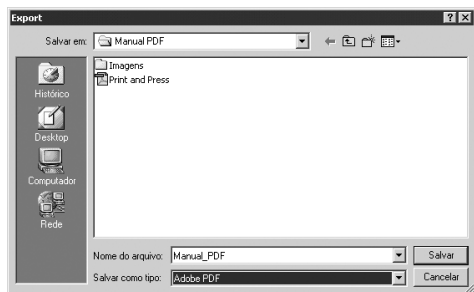 Export
Salvar em: Manual PDF
Histórico
Desktop
Computador
Rede
Imagens
Print and Press
Nome do arquivo: Manual_PDF Salvar
Salvar como tipo: Adobe PDF Cancelar